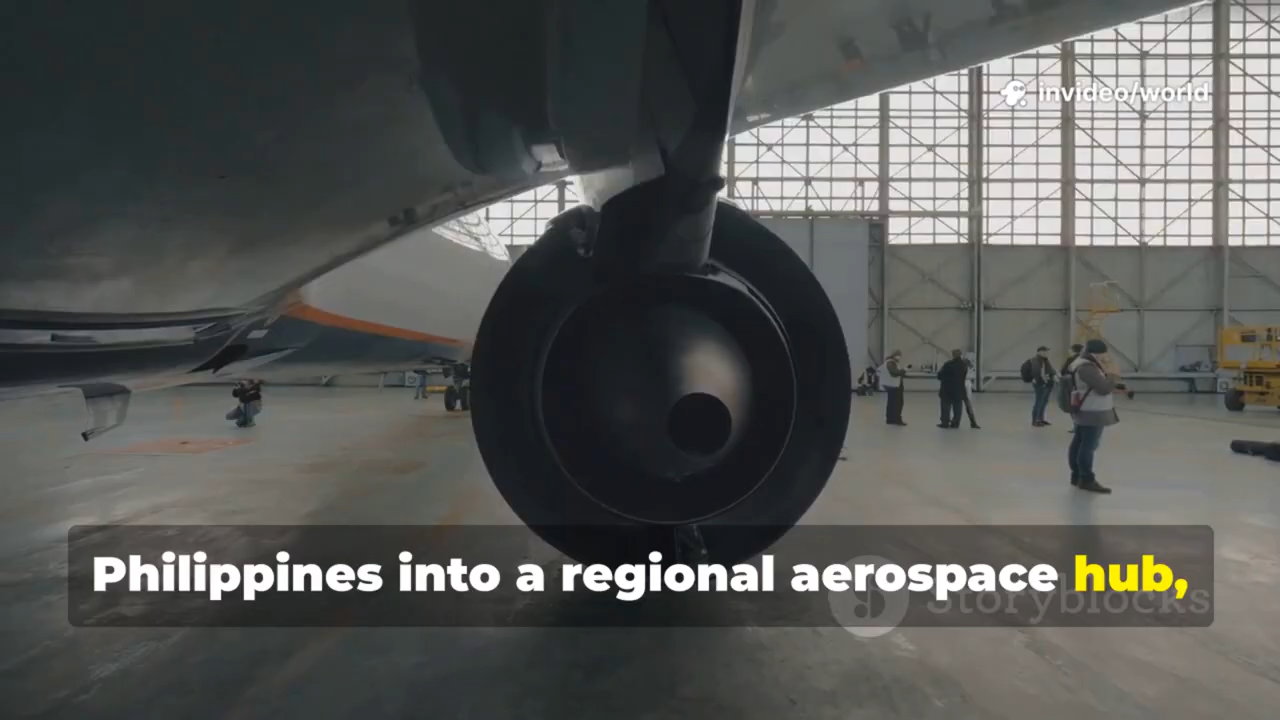 invideo/world
Philippines into a regional aerospace hub,
Storyblocks